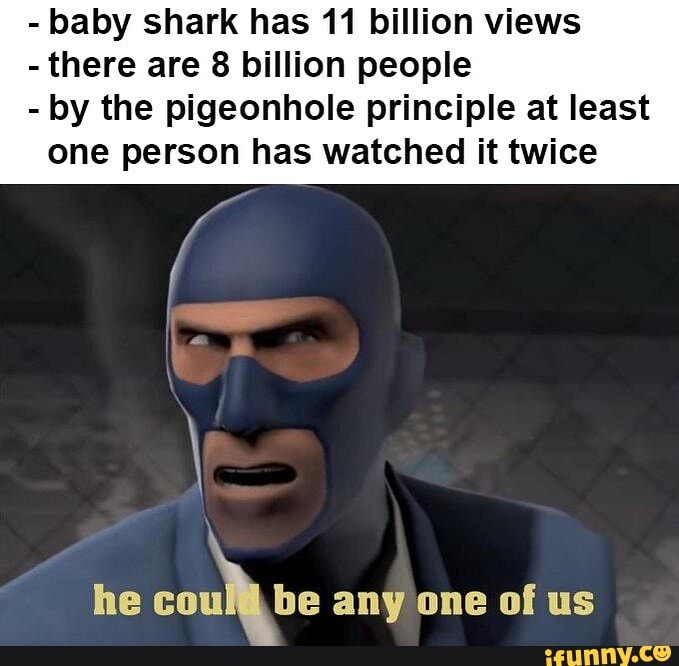 - baby shark has 11 billion views
- there are 8 billion people
- by the pigeonhole principle at least
one person has watched it twice
he could be any one of us
ifunny.co